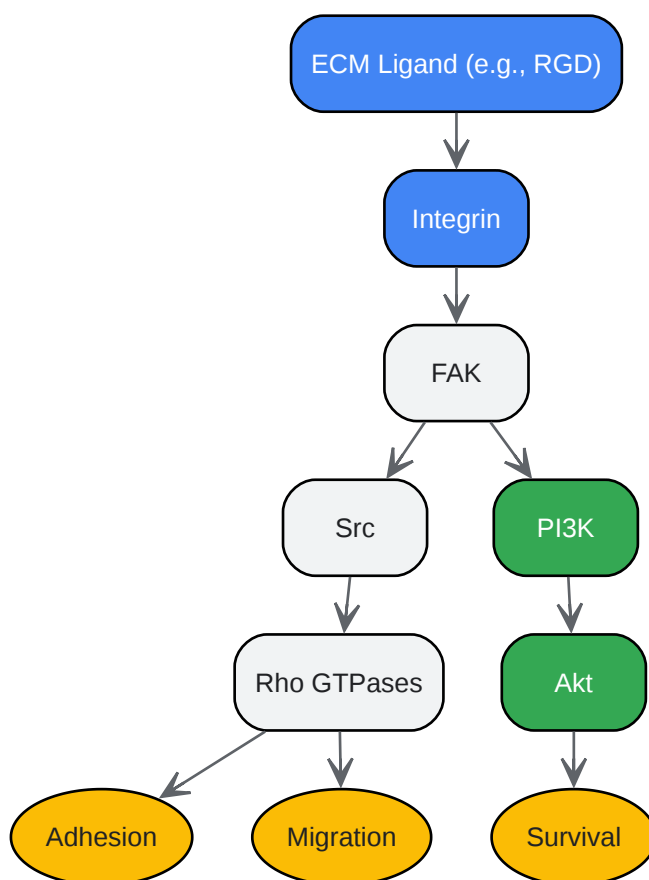 ECM Ligand (e.g., RGD)
Integrin
FAK
Src
PI3K
Rho GTPases
Akt
Adhesion
Migration
Survival